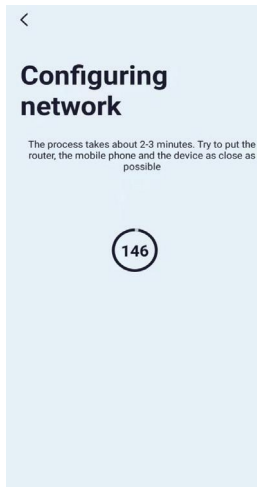 Configuring
network
The process takes about 2-3 minutes. Try to put the
router, the mobile phone and the device as close as
possible
146